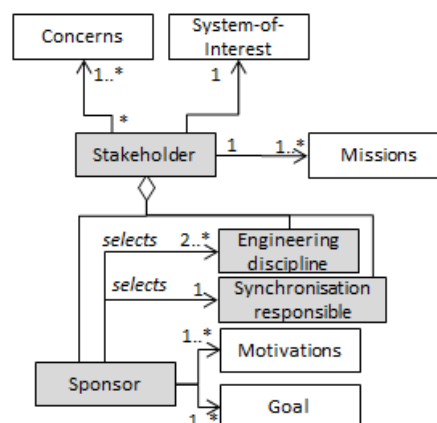 Concerns
System-of-
Interest
1..*
1
*
Stakeholder
1
1..*
Missions
selects
2..*
Engineering
discipline
selects
1
Synchronisation
responsible
1..*
Motivations
Sponsor
1..*
Goal